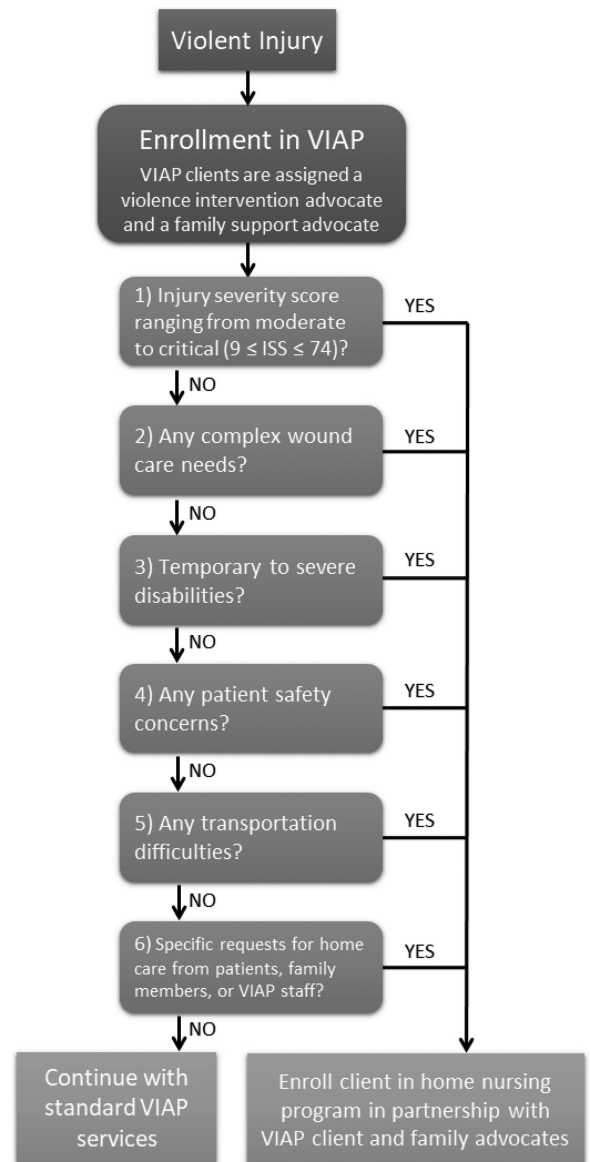 Violent Injury
Enrollment in VIAP
VIAP clients are assigned a
violence intervention advocate
and a family support advocate
1) Injury severity score
ranging from moderate
to critical (9 ≤ ISS ≤ 74)?
YES
NO
2) Any complex wound
care needs?
YES
NO
3) Temporary to severe
disabilities?
YES
NO
4) Any patient safety
concerns?
YES
NO
5) Any transportation
difficulties?
YES
NO
6) Specific requests for home
care from patients, family
members, or VIAP staff?
YES
NO
Continue with
standard VIAP
services
Enroll client in home nursing
program in partnership with
VIAP client and family advocates